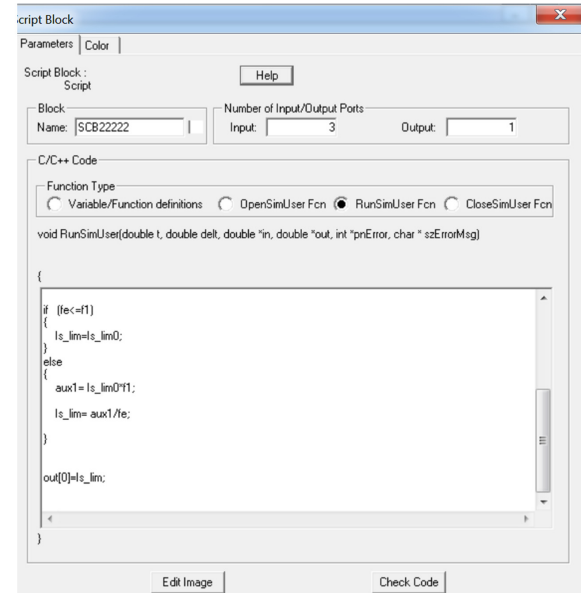 Script Block
Parameters Color
Script Block :
Script
Help
Block
Name: SCB22222
Number of Input/Output Ports
Input: 3 Output: 1
C/C++ Code
Function Type
Variable/Function definitions OpenSimUser Fcn RunSimUser Fcn CloseSimUser Fcn
void RunSimUser(double t, double delt, double *in, double *out, int *pnError, char * szErrorMsg)
{
if (fe<=f1)
{
Is_lim=Is_lim0;
}
else
{
aux1= Is_lim0*f1;
Is_lim= aux1/fe;
}
out[0]=Is_lim;
}
Edit Image Check Code